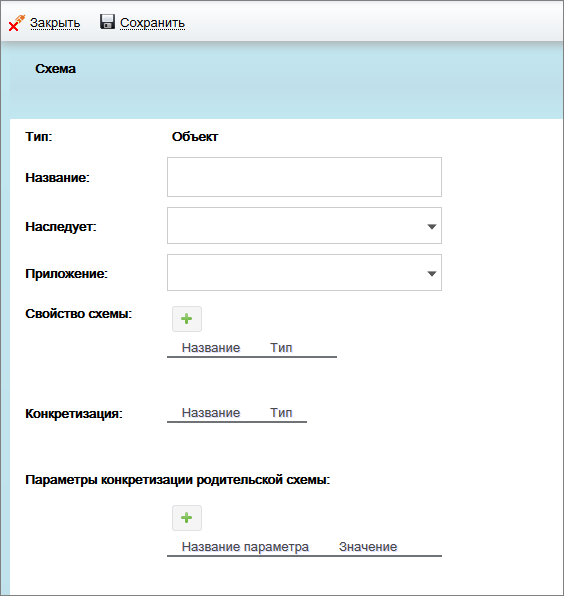 Закрыть Сохранить
Схема
Тип: Объект
Название:
Наследует:
Приложение:
Свойство схемы:
Название Тип
Конкретизация: Название Тип
Параметры конкретизации родительской схемы:
Название параметра Значение